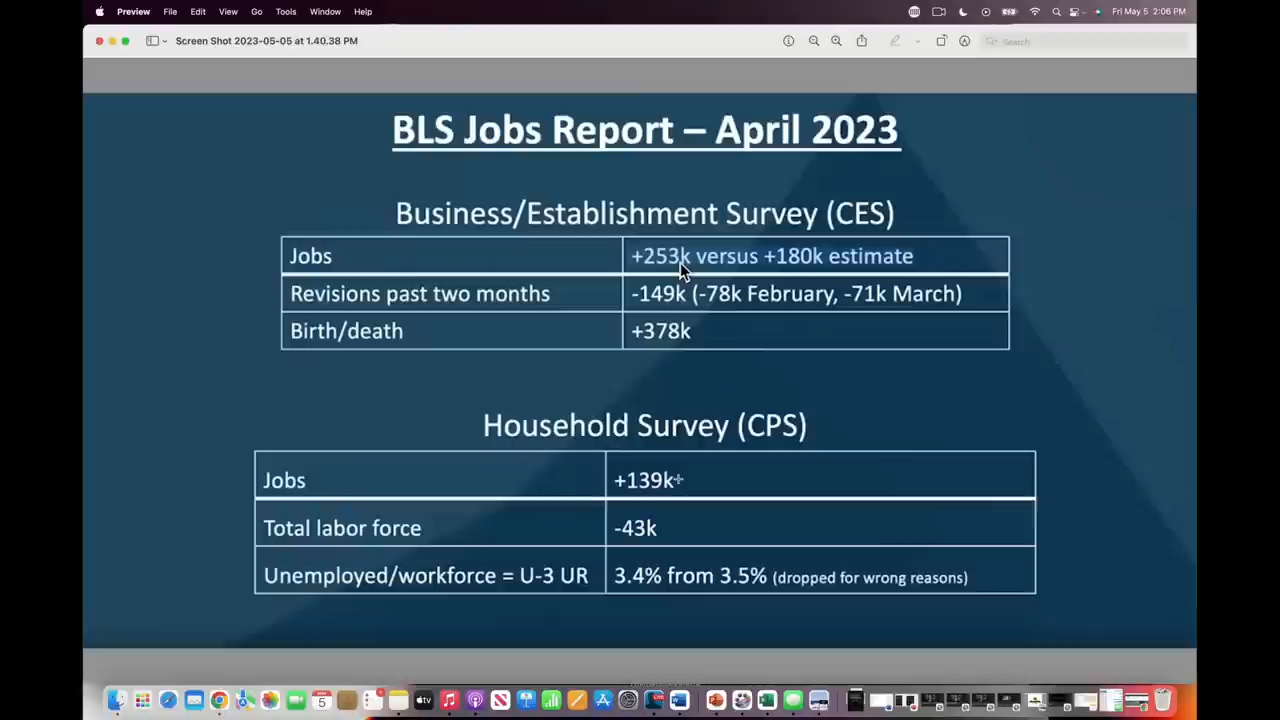 Preview File Edit View Go Tools Window Help Fri May 5 2:06 PM
Screen Shot 2023-05-05 at 1.40.38 PM Search
BLS Jobs Report – April 2023
Business/Establishment Survey (CES)
Jobs +253k versus +180k estimate
Revisions past two months -149k (-78k February, -71k March)
Birth/death +378k
Household Survey (CPS)
Jobs +139k
Total labor force -43k
Unemployed/workforce = U-3 UR 3.4% from 3.5% (dropped for wrong reasons)